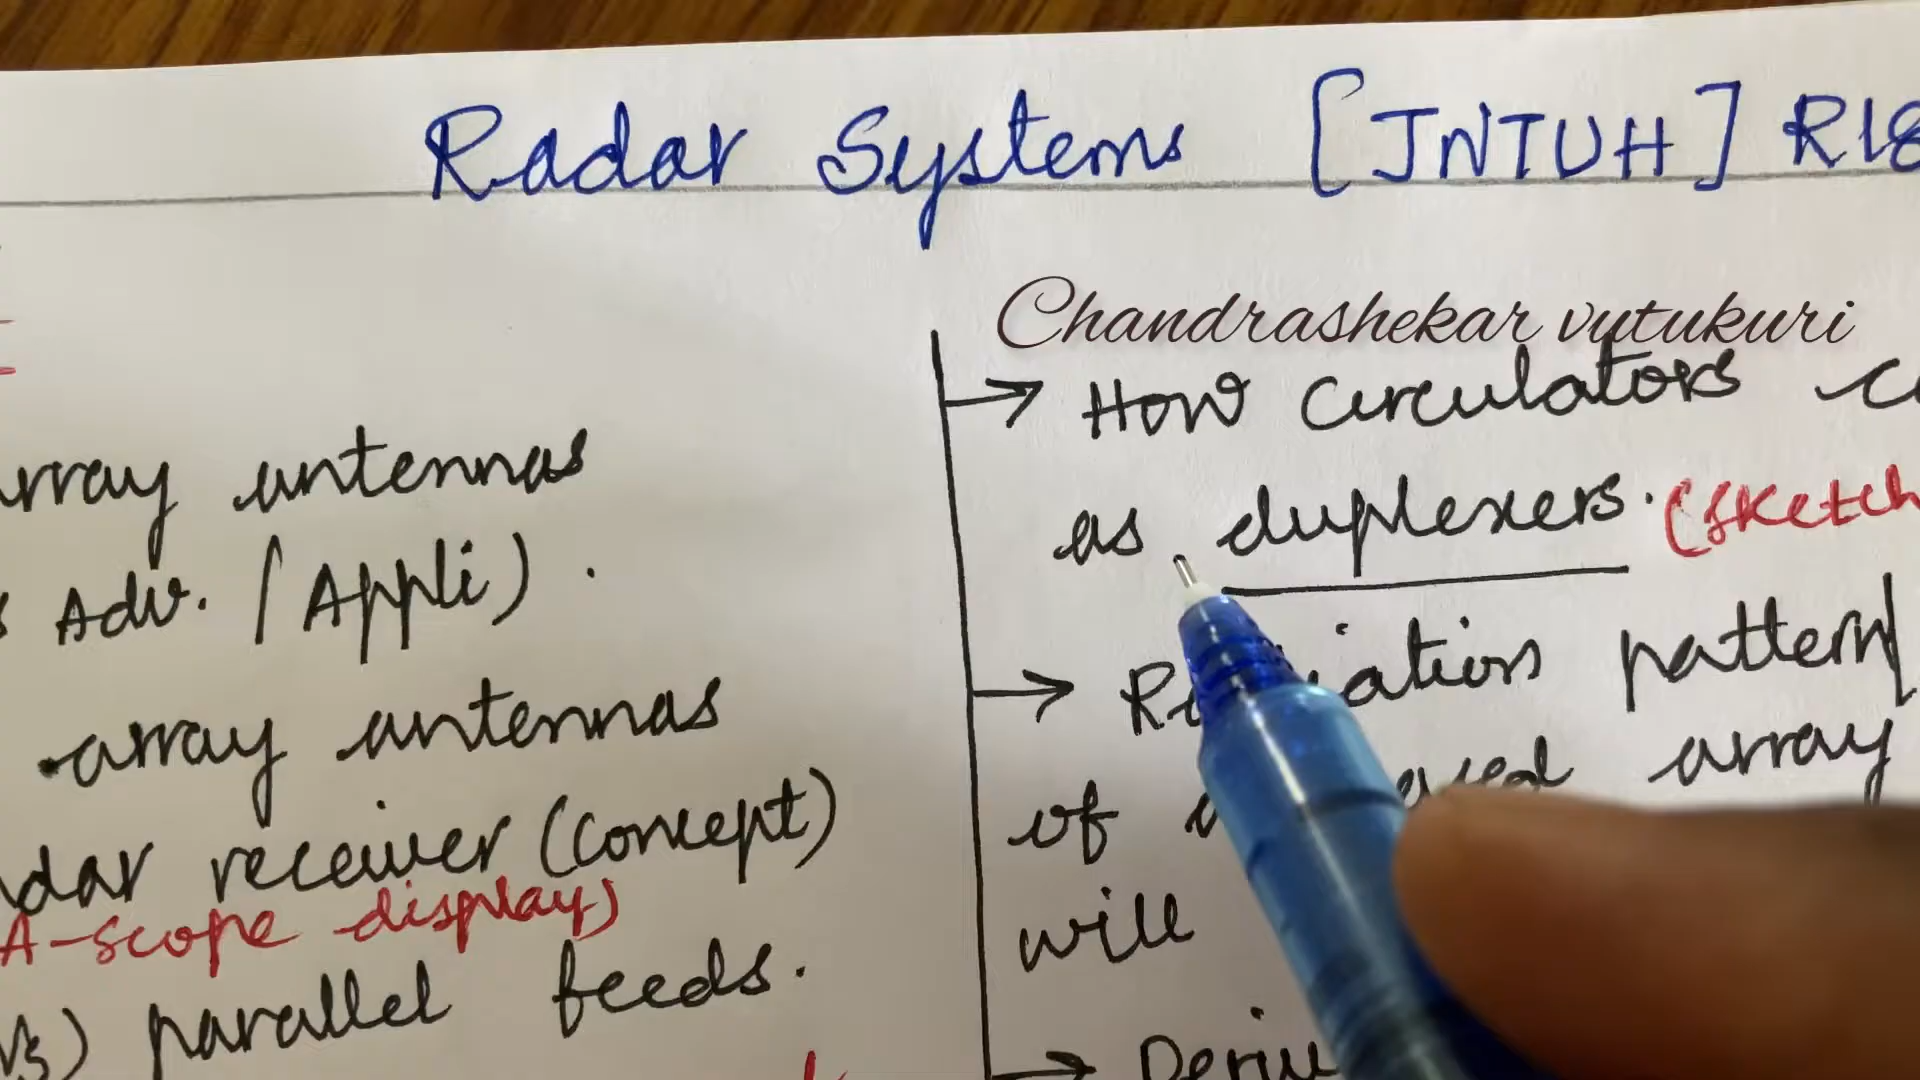 Radar Systems [JNTUH] R18
Chandrashekar vutukuri
array antennas
Adv. / Appli) .
array antennas
receiver (concept)
A-scope display)
parallel feeds.
How circulators
as duplexers. (sketch
Radiation pattern
of array
will